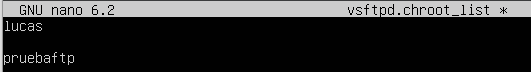 GNU nano 6.2 vsftpd.chroot_list *
lucas
pruebaftp